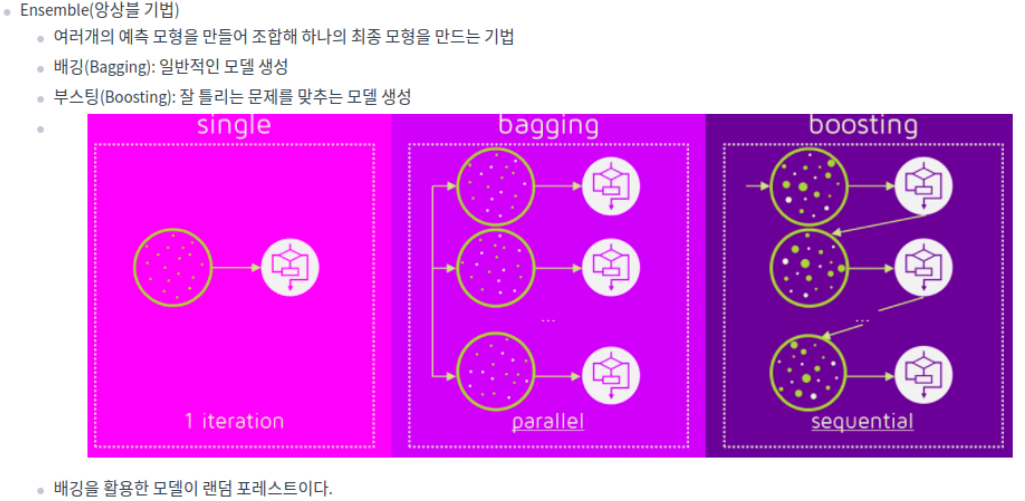 Ensemble(앙상블 기법)
여러개의 예측 모형을 만들어 조합해 하나의 최종 모형을 만드는 기법
배깅(Bagging): 일반적인 모델 생성
부스팅(Boosting): 잘 틀리는 문제를 맞추는 모델 생성
single bagging boosting
...
...
1 iteration parallel sequential
배깅을 활용한 모델이 랜덤 포레스트이다.